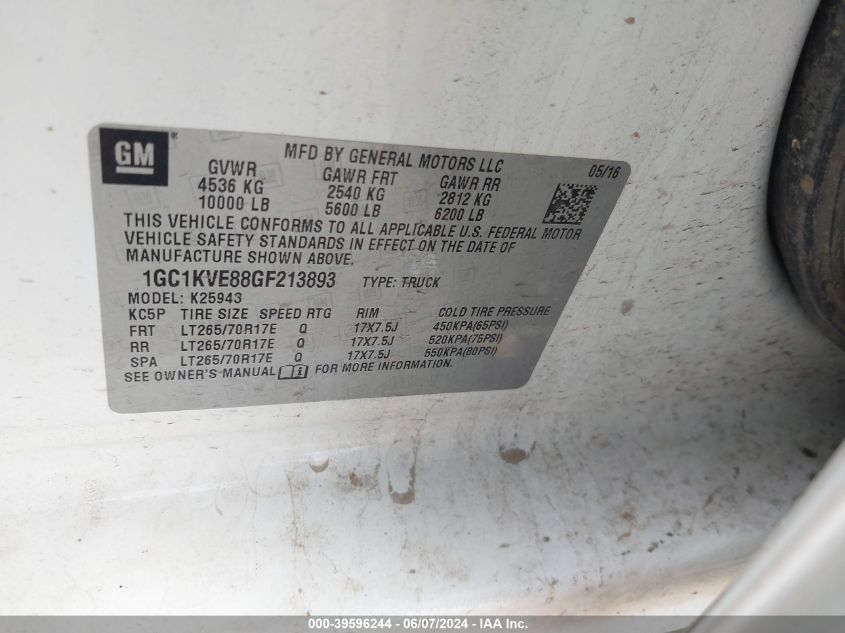 GM ®
MFD BY GENERAL MOTORS LLC 05/16
GVWR GAWR FRT GAWR RR
4536 KG 2540 KG 2812 KG
10000 LB 5600 LB 6200 LB
THIS VEHICLE CONFORMS TO ALL APPLICABLE U.S. FEDERAL MOTOR
VEHICLE SAFETY STANDARDS IN EFFECT ON THE DATE OF
MANUFACTURE SHOWN ABOVE.
1GC1KVE88GF213893 TYPE: TRUCK
MODEL: K25943
KC5P TIRE SIZE SPEED RTG RIM COLD TIRE PRESSURE
FRT LT265/70R17E Q 17X7.5J 450KPA(65PSI)
RR LT265/70R17E Q 17X7.5J 520KPA(75PSI)
SPA LT265/70R17E Q 17X7.5J 550KPA(80PSI)
SEE OWNER'S MANUAL FOR MORE INFORMATION.
000-39596244 - 06/07/2024 - IAA Inc.